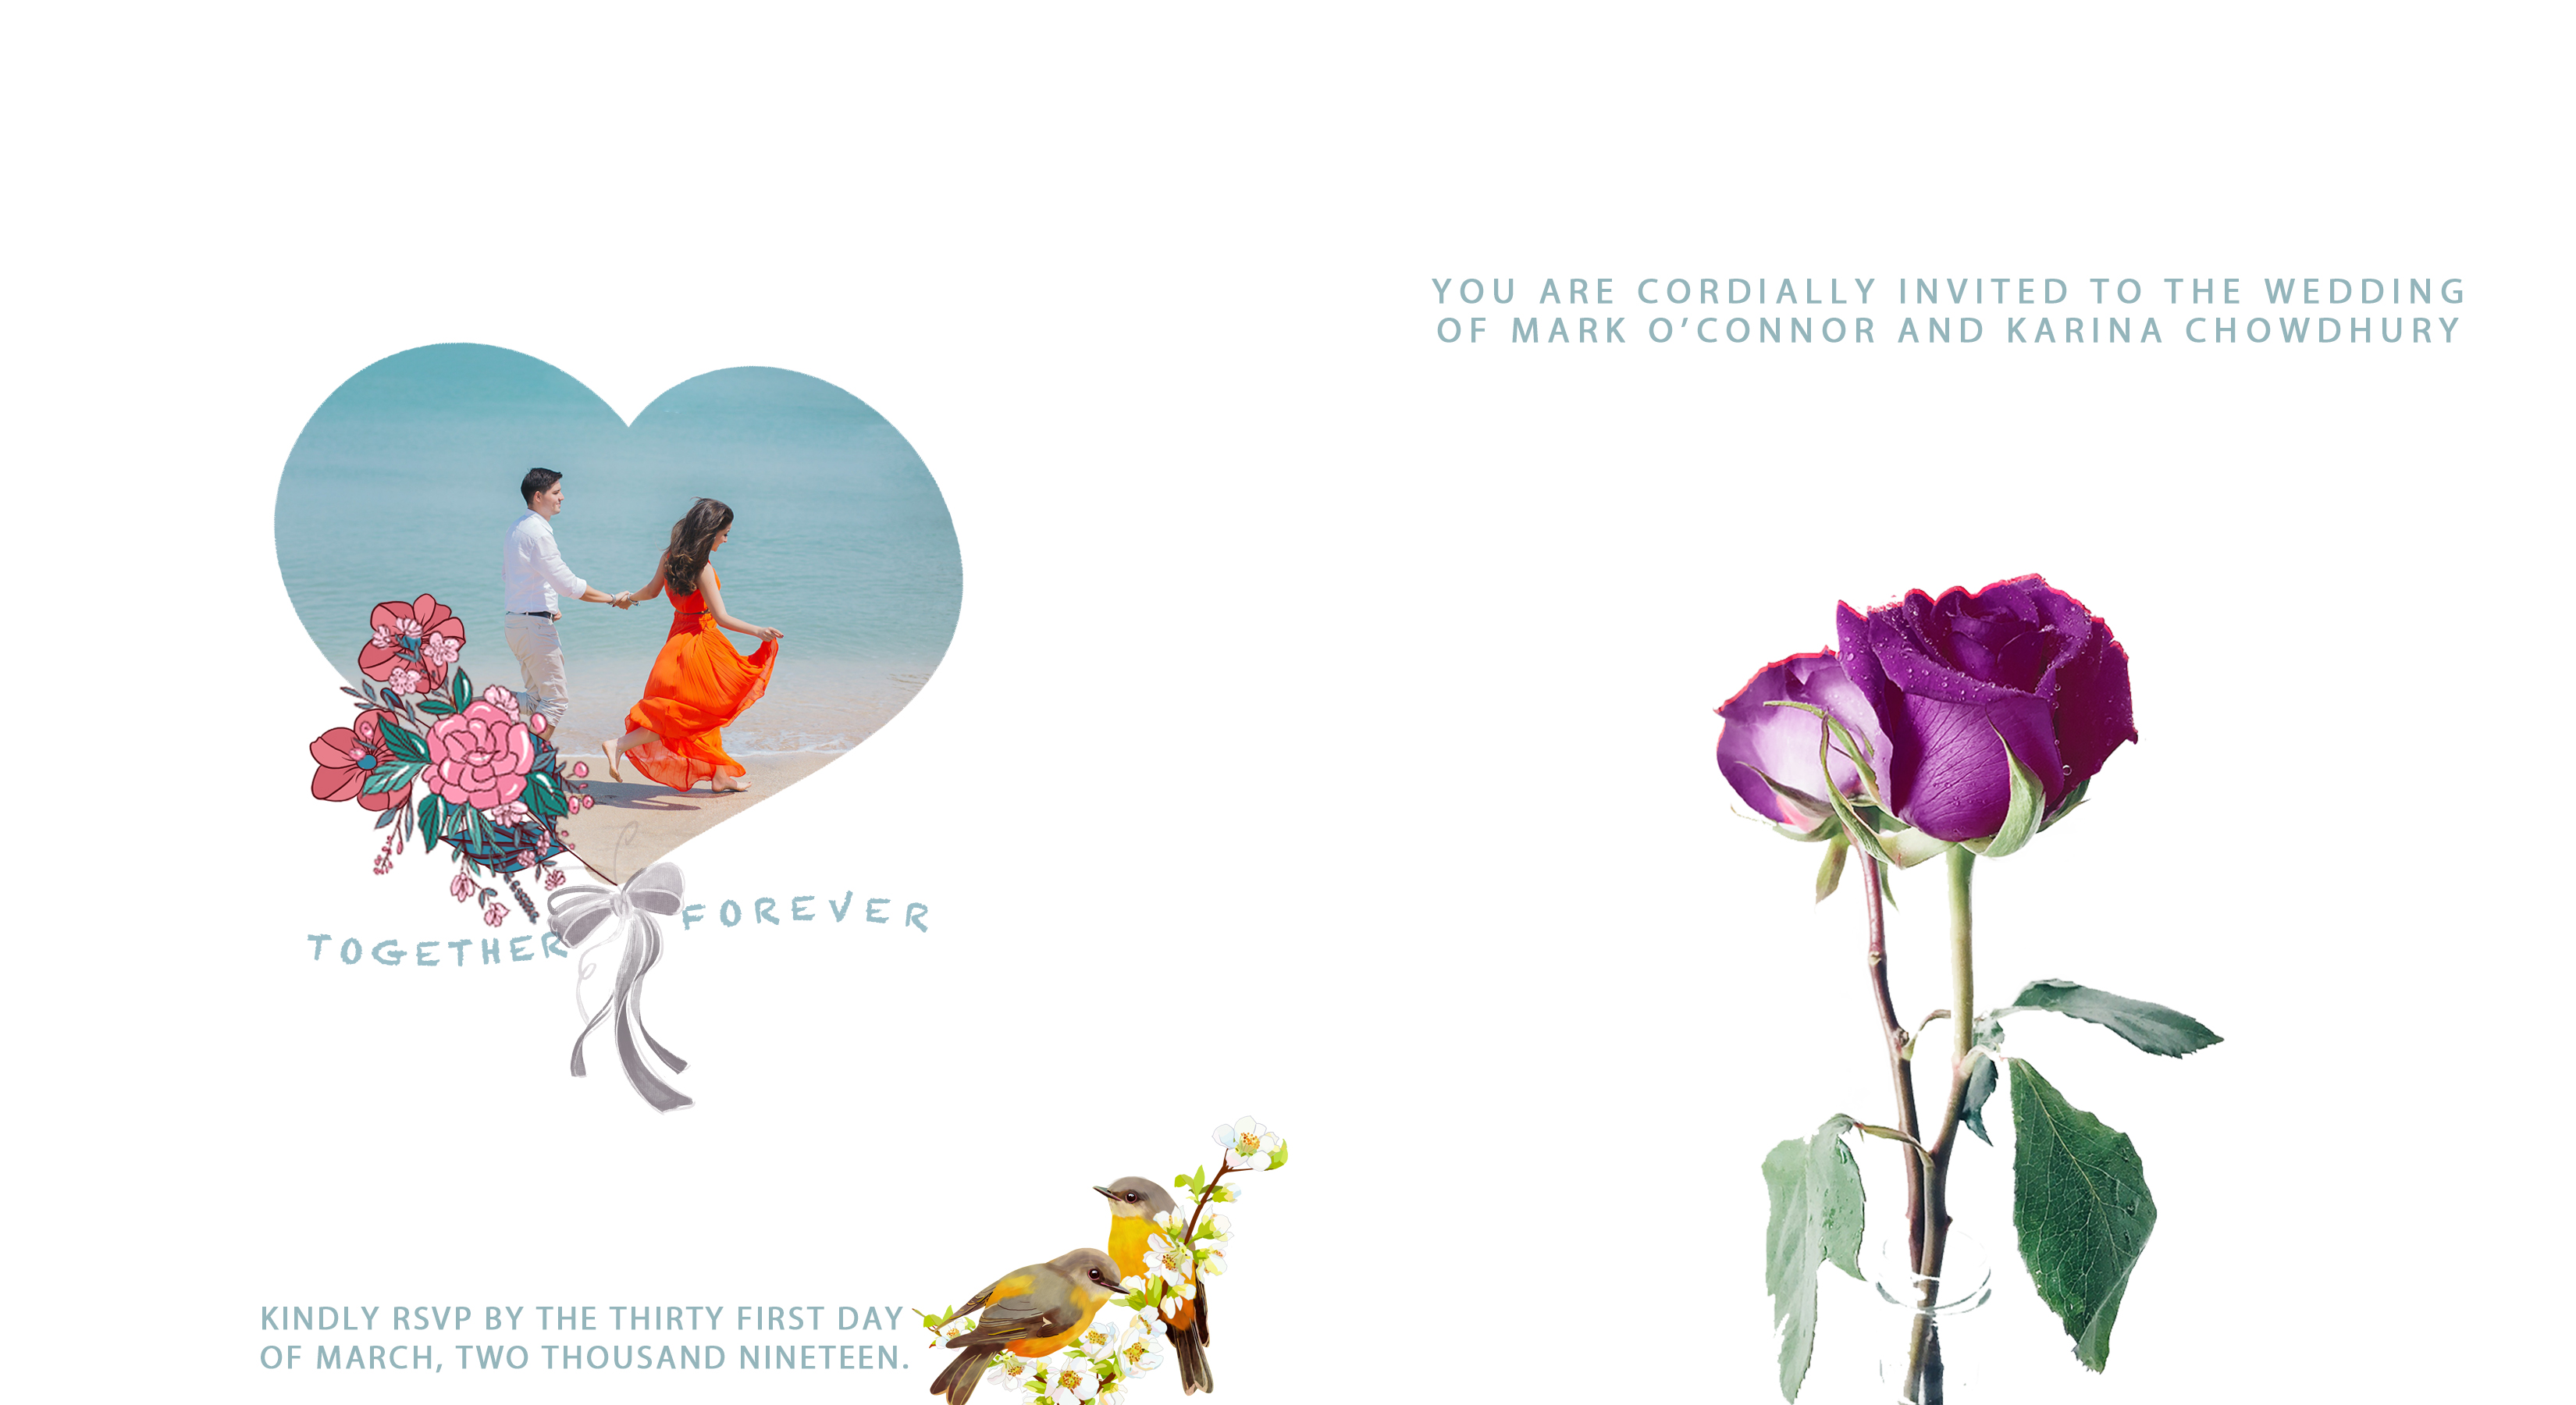 YOU ARE CORDIALLY INVITED TO THE WEDDING
OF MARK O’CONNOR AND KARINA CHOWDHURY
TOGETHER FOREVER
KINDLY RSVP BY THE THIRTY FIRST DAY
OF MARCH, TWO THOUSAND NINETEEN.